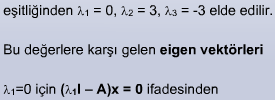 eşitliğinden λ1 = 0, λ2 = 3, λ3 = -3 elde edilir.
Bu değerlere karşı gelen eigen vektörleri
λ1=0 için (λ1I – A)x = 0 ifadesinden